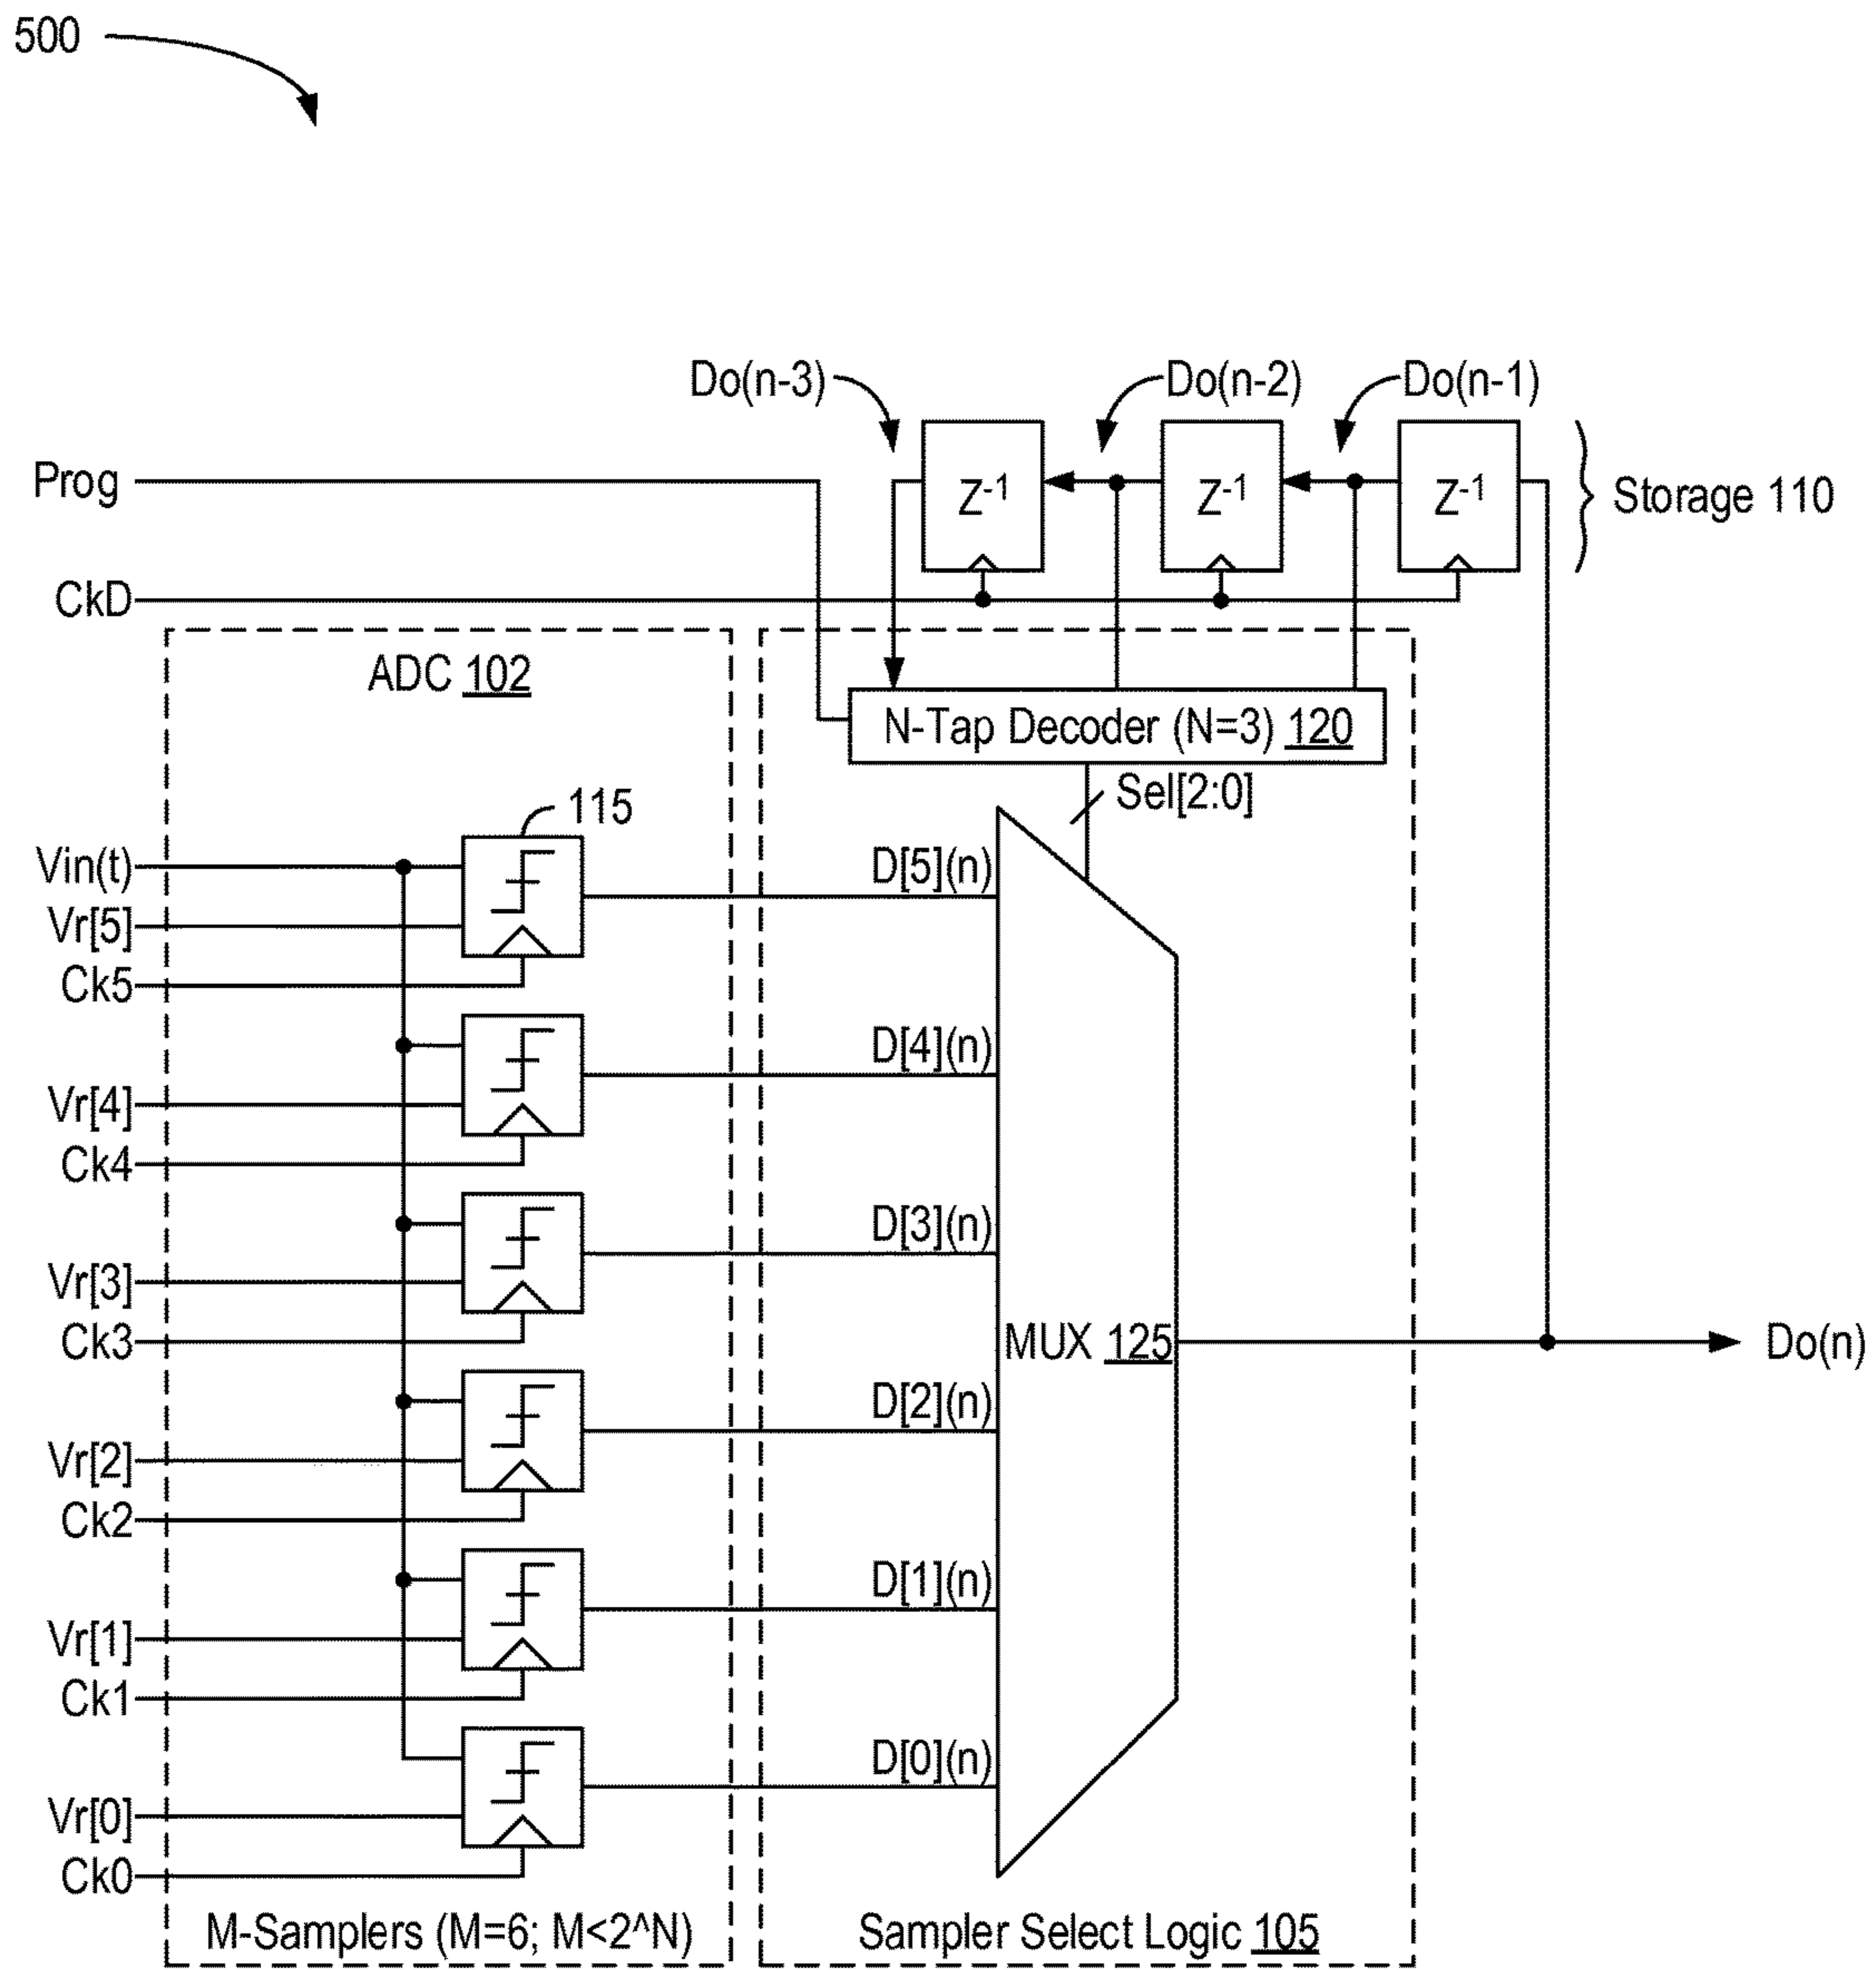 500
Do(n-3)
Do(n-2)
Do(n-1)
Prog
Z-1
Z-1
Z-1
Storage 110
CkD
ADC 102
N-Tap Decoder (N=3) 120
Sel[2:0]
115
Vin(t)
D[5](n)
Vr[5]
Ck5
D[4](n)
Vr[4]
Ck4
D[3](n)
Vr[3]
Ck3
MUX 125
Do(n)
D[2](n)
Vr[2]
Ck2
D[1](n)
Vr[1]
Ck1
D[0](n)
Vr[0]
Ck0
M-Samplers (M=6; M<2^N)
Sampler Select Logic 105